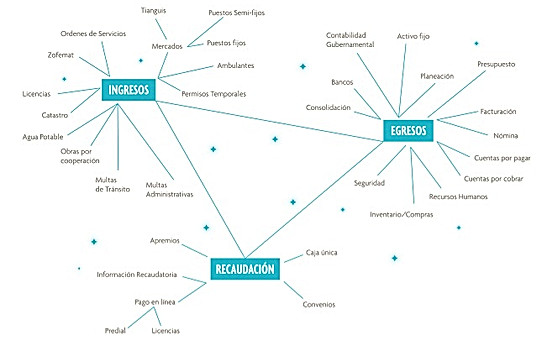 Tianguis
Puestos Semi-fijos
Ordenes de Servicios
Mercados
Puestos fijos
Zofemat
Ambulantes
Licencias
INGRESOS
Permisos Temporales
Catastro
Agua Potable
Obras por
cooperación
Multas
de Tránsito
Multas
Administrativas
Contabilidad
Gubernamental
Activo fijo
Planeación
Presupuesto
Bancos
Consolidación
EGRESOS
Facturación
Nómina
Cuentas por pagar
Cuentas por cobrar
Seguridad
Recursos Humanos
Inventario/Compras
Apremios
Caja única
RECAUDACIÓN
Información Recaudatoria
Pago en linea
Convenios
Predial
Licencias